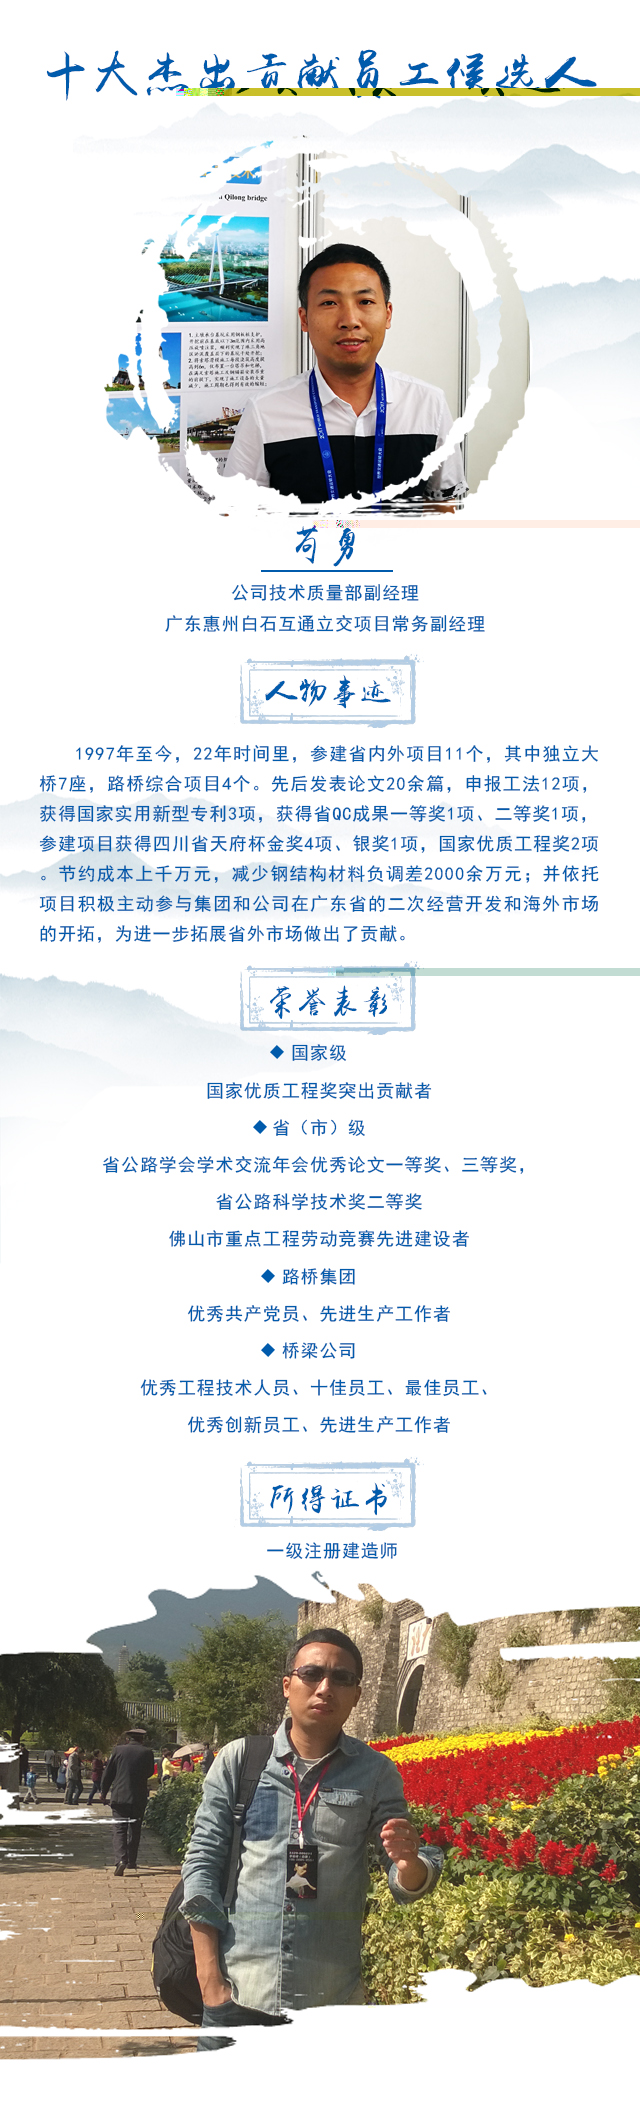 十大杰出贡献员工候选人
Qilong bridge
苟勇
公司技术质量部副经理
广东惠州白石互通立交项目常务副经理
人物事迹
1997年至今，22年时间里，参建省内外项目11个，其中独立大
桥7座，路桥综合项目4个。先后发表论文20余篇，申报工法12项，
获得国家实用新型专利3项，获得省QC成果一等奖1项、二等奖1项，
参建项目获得四川省天府杯金奖4项、银奖1项，国家优质工程奖2项
。节约成本上千万元，减少钢结构材料负调差2000余万元；并依托
项目积极主动参与集团和公司在广东省的二次经营开发和海外市场
的开拓，为进一步拓展省外市场做出了贡献。
荣誉表彰
◆ 国家级
国家优质工程奖突出贡献者
◆ 省（市）级
省公路学会学术交流年会优秀论文一等奖、三等奖，
省公路科学技术奖二等奖
佛山市重点工程劳动竞赛先进建设者
◆ 路桥集团
优秀共产党员、先进生产工作者
◆ 桥梁公司
优秀工程技术人员、十佳员工、最佳员工、
优秀创新员工、先进生产工作者
所得证书
一级注册建造师